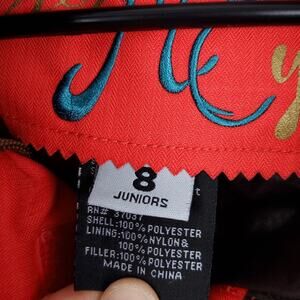 8
JUNIORS
RN# 37037
SHELL:100% POLYESTER
LINING:100%NYLON&
100% POLYESTER
FILLER:100% POLYESTER
MADE IN CHINA